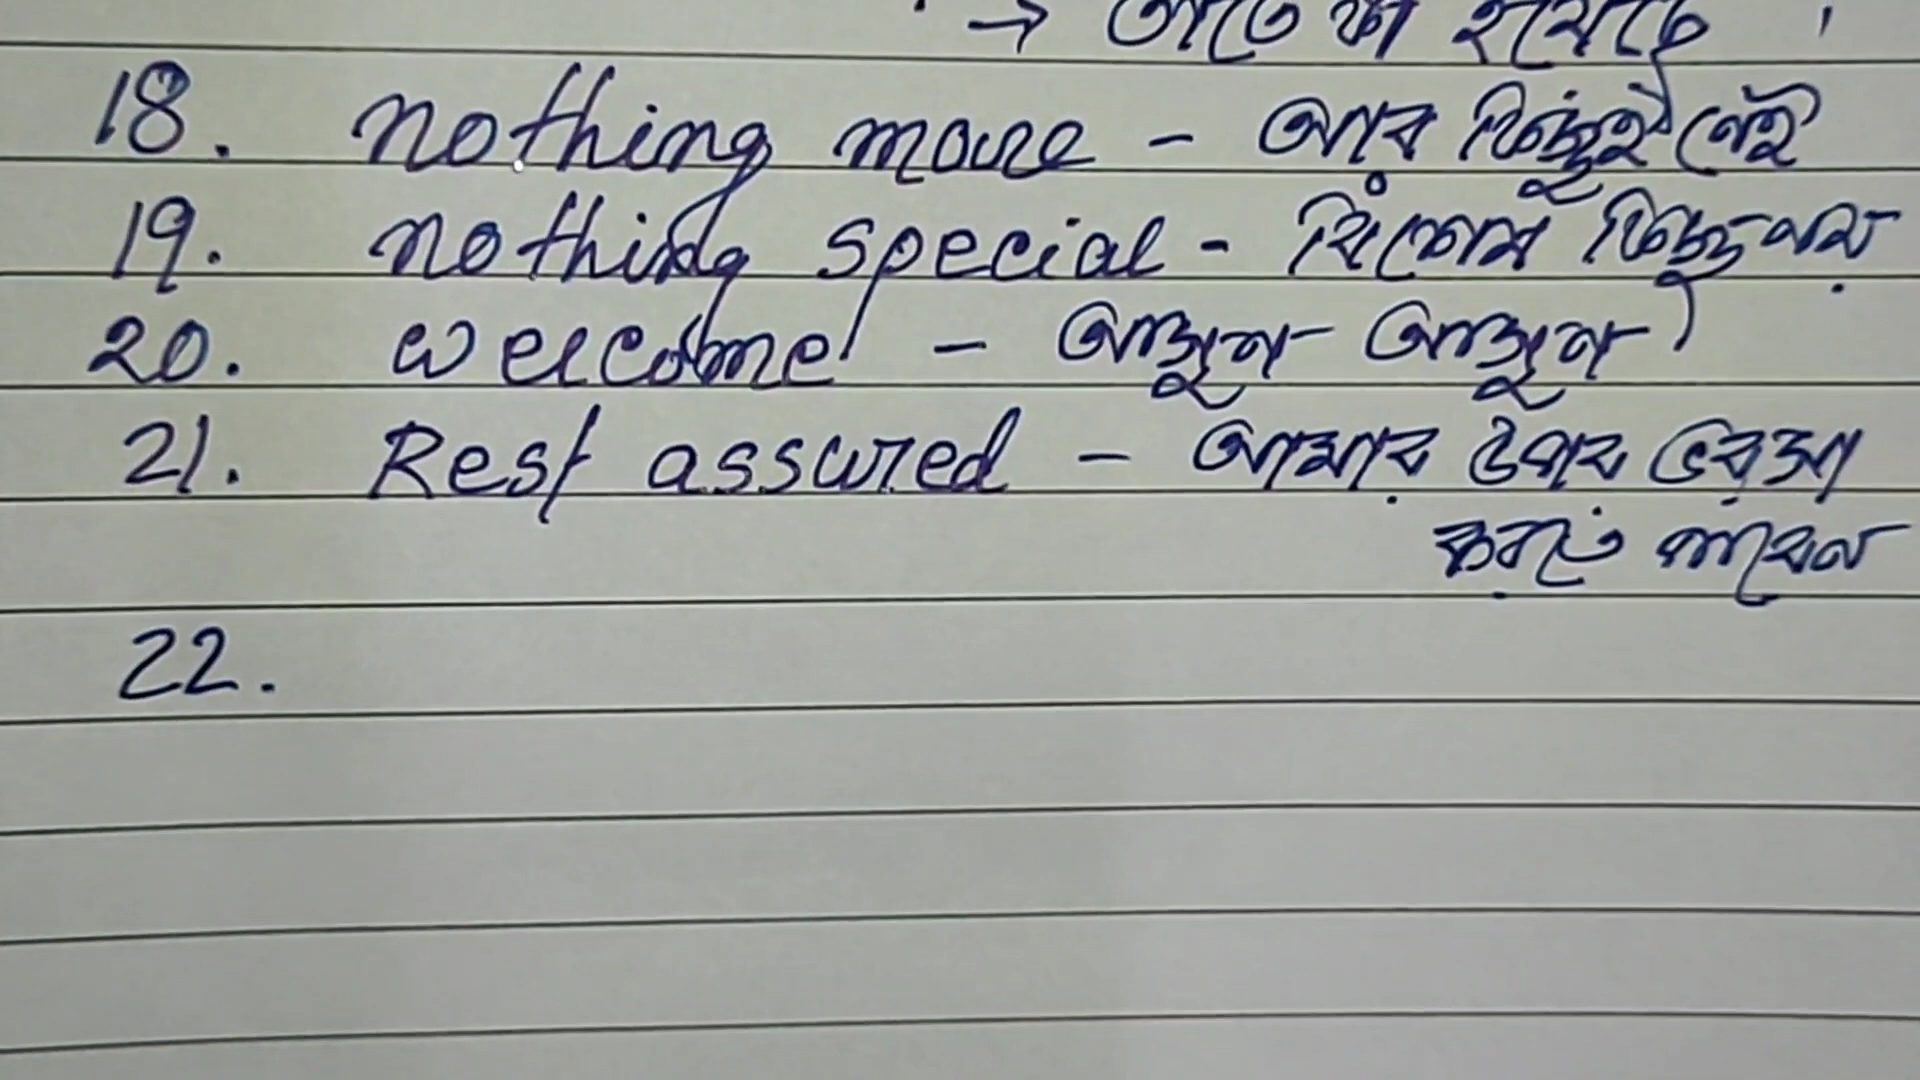 → তাতে কী হয়েছে ।
18. nothing more - আর কিছুই নেই
19. nothing special - বিশেষ কিছু নয়
20. welcome! - আসুন আসুন
21. Rest assured - আমার উপর ভরসা
করতে পারেন
22.